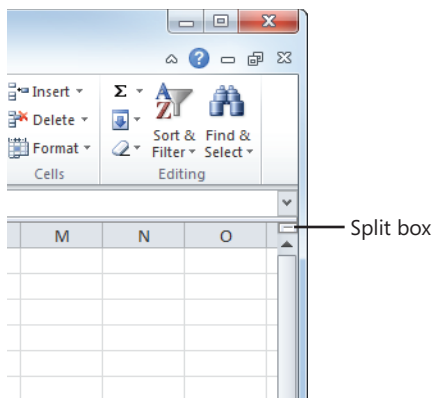 Insert
Σ
Delete
Format
Sort & Filter
Find & Select
Cells
Editing
M N O
Split box